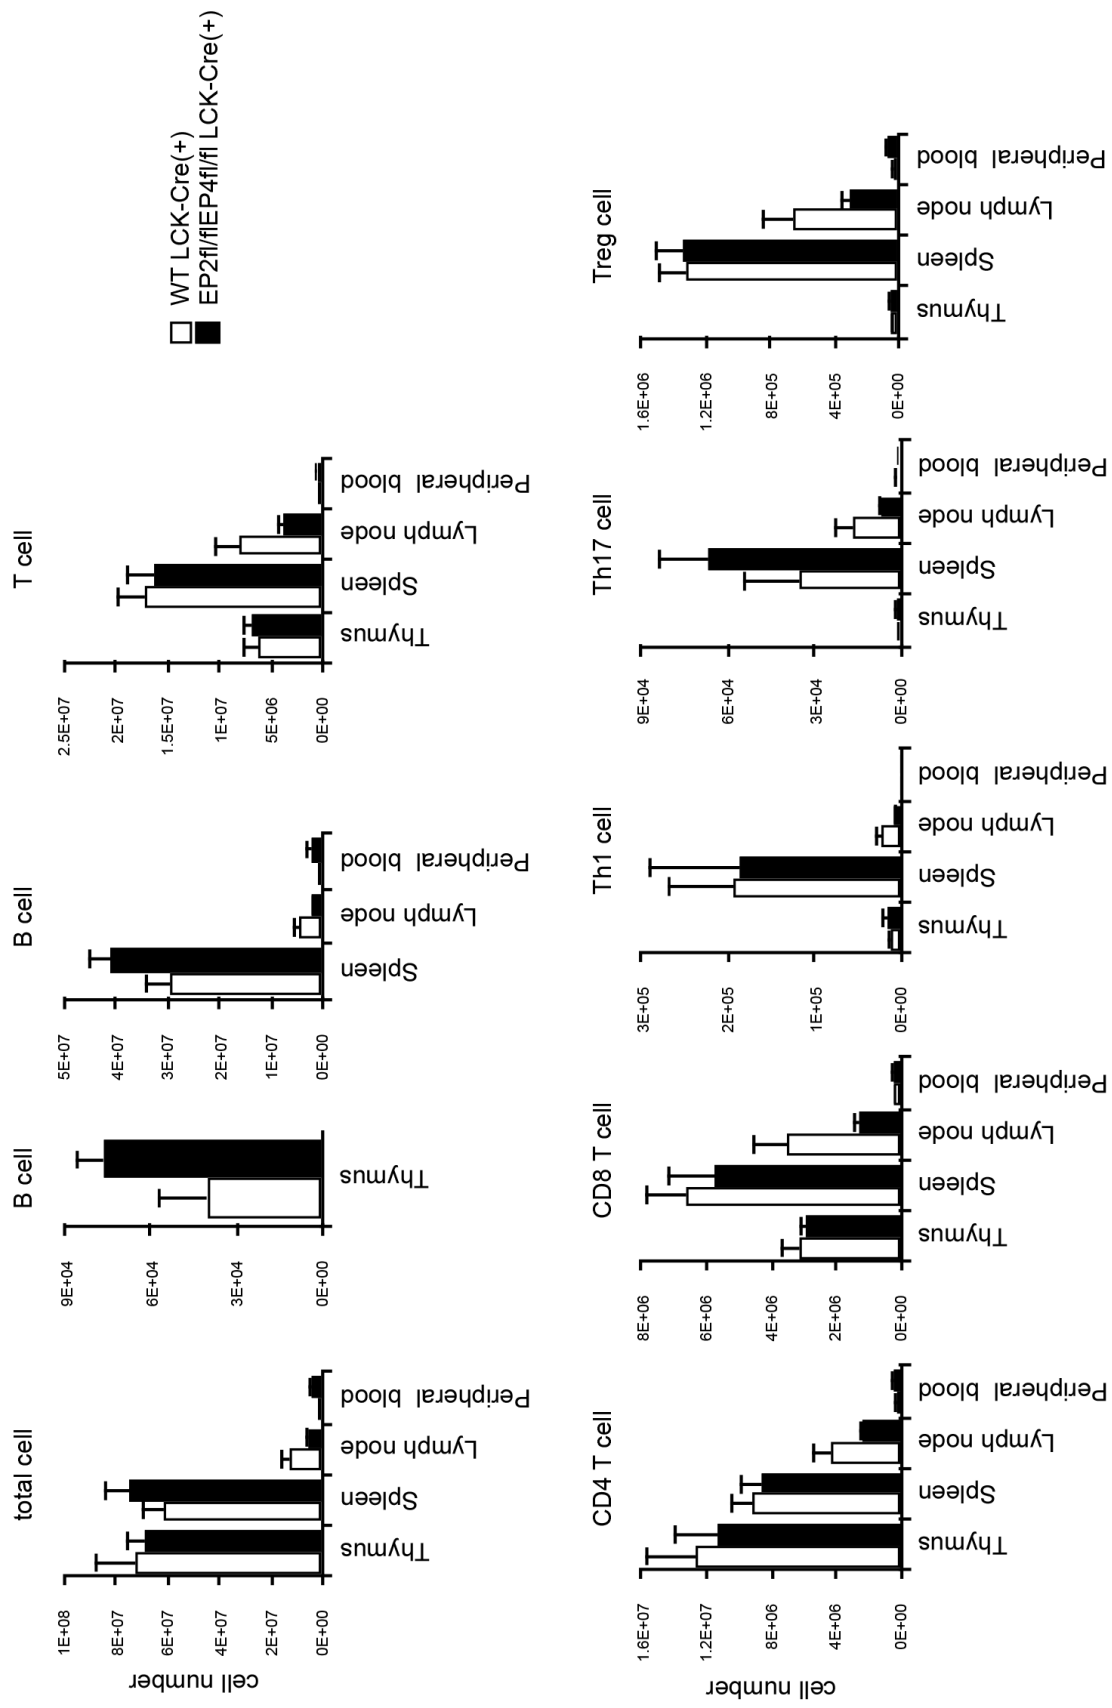 WT LCK-Cre(+)
EP2fl/flEP4fl/fl LCK-Cre(+)
total cell
cell number
1E+08
8E+07
6E+07
4E+07
2E+07
0E+00
Thymus
Spleen
Lymph node
Peripheral blood
B cell
9E+04
6E+04
3E+04
0E+00
Thymus
B cell
5E+07
4E+07
3E+07
2E+07
1E+07
0E+00
Spleen
Lymph node
Peripheral blood
T cell
2.5E+07
2E+07
1.5E+07
1E+07
5E+06
0E+00
Thymus
Spleen
Lymph node
Peripheral blood
CD4 T cell
cell number
1.6E+07
1.2E+07
8E+06
4E+06
0E+00
Thymus
Spleen
Lymph node
Peripheral blood
CD8 T cell
8E+06
6E+06
4E+06
2E+06
0E+00
Thymus
Spleen
Lymph node
Peripheral blood
Th1 cell
3E+05
2E+05
1E+05
0E+00
Thymus
Spleen
Lymph node
Peripheral blood
Th17 cell
9E+04
6E+04
3E+04
0E+00
Thymus
Spleen
Lymph node
Peripheral blood
Treg cell
1.6E+06
1.2E+06
8E+05
4E+05
0E+00
Thymus
Spleen
Lymph node
Peripheral blood